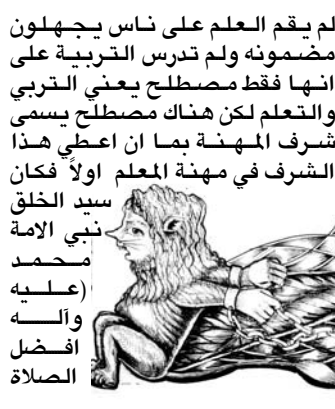 لم يقم العلم على ناس يجهلون
مضمونه ولم تدرس التربية على
انها فقط مصطلح يعني التربي
والتعلم لكن هناك مصطلح يسمى
شرف المهنة بما ان اعطي هذا
الشرف في مهنة المعلم اولاً فكان
سيد الخلق
نبي الامة
محمد
(عليه
وآله
افضل
الصلاة